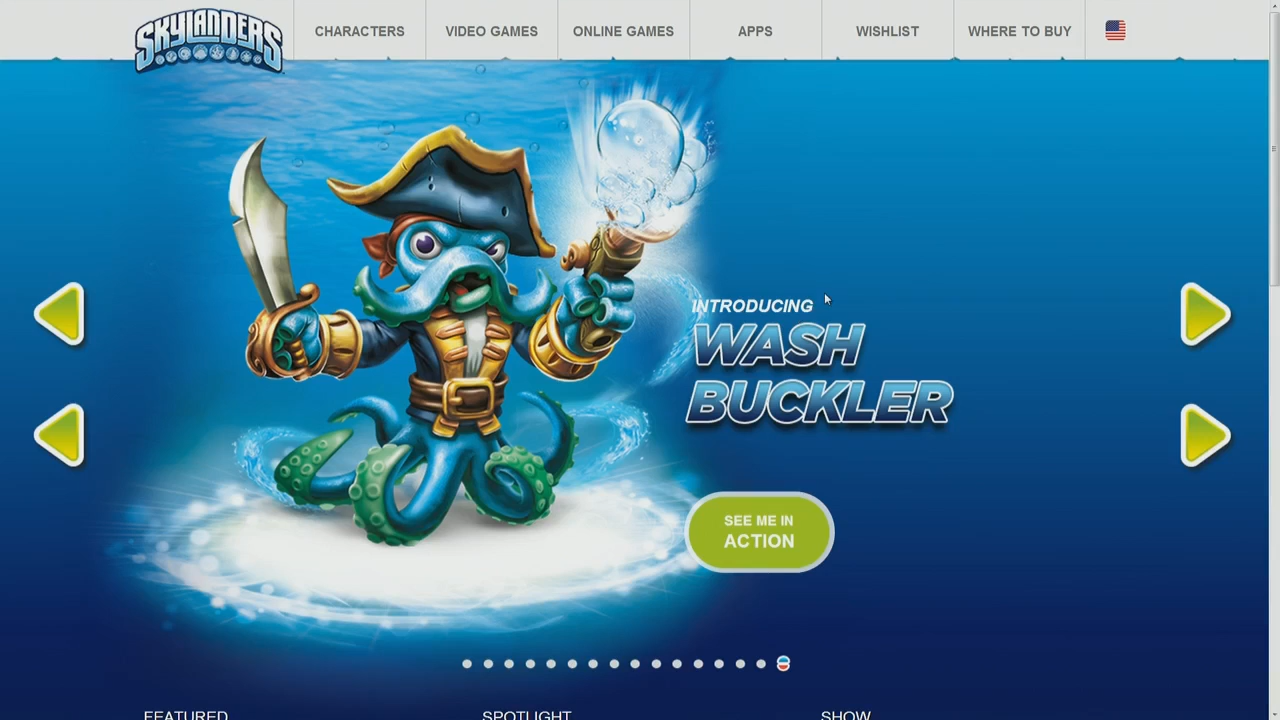 SKYLANDERS
CHARACTERS
VIDEO GAMES
ONLINE GAMES
APPS
WISHLIST
WHERE TO BUY
INTRODUCING
WASH
BUCKLER
SEE ME IN
ACTION
FEATURED
SPOTLIGHT
SHOW